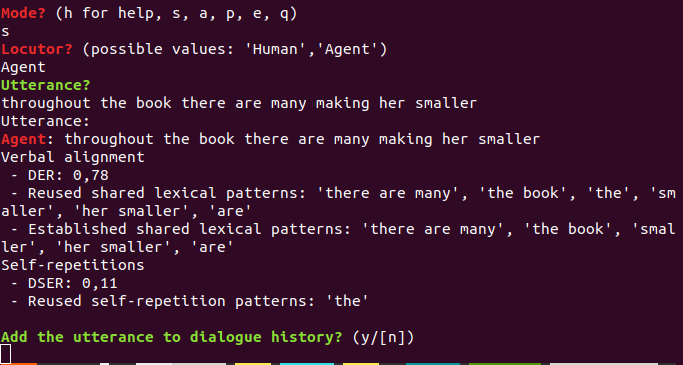 Mode? (h for help, s, a, p, e, q)
s
Locutor? (possible values: 'Human','Agent')
Agent
Utterance?
throughout the book there are many making her smaller
Utterance:
Agent: throughout the book there are many making her smaller
Verbal alignment
 - DER: 0,78
 - Reused shared lexical patterns: 'there are many', 'the book', 'the', 'sm
aller', 'her smaller', 'are'
 - Established shared lexical patterns: 'there are many', 'the book', 'smal
ler', 'her smaller', 'are'
Self-repetitions
 - DSER: 0,11
 - Reused self-repetition patterns: 'the'
Add the utterance to dialogue history? (y/[n])